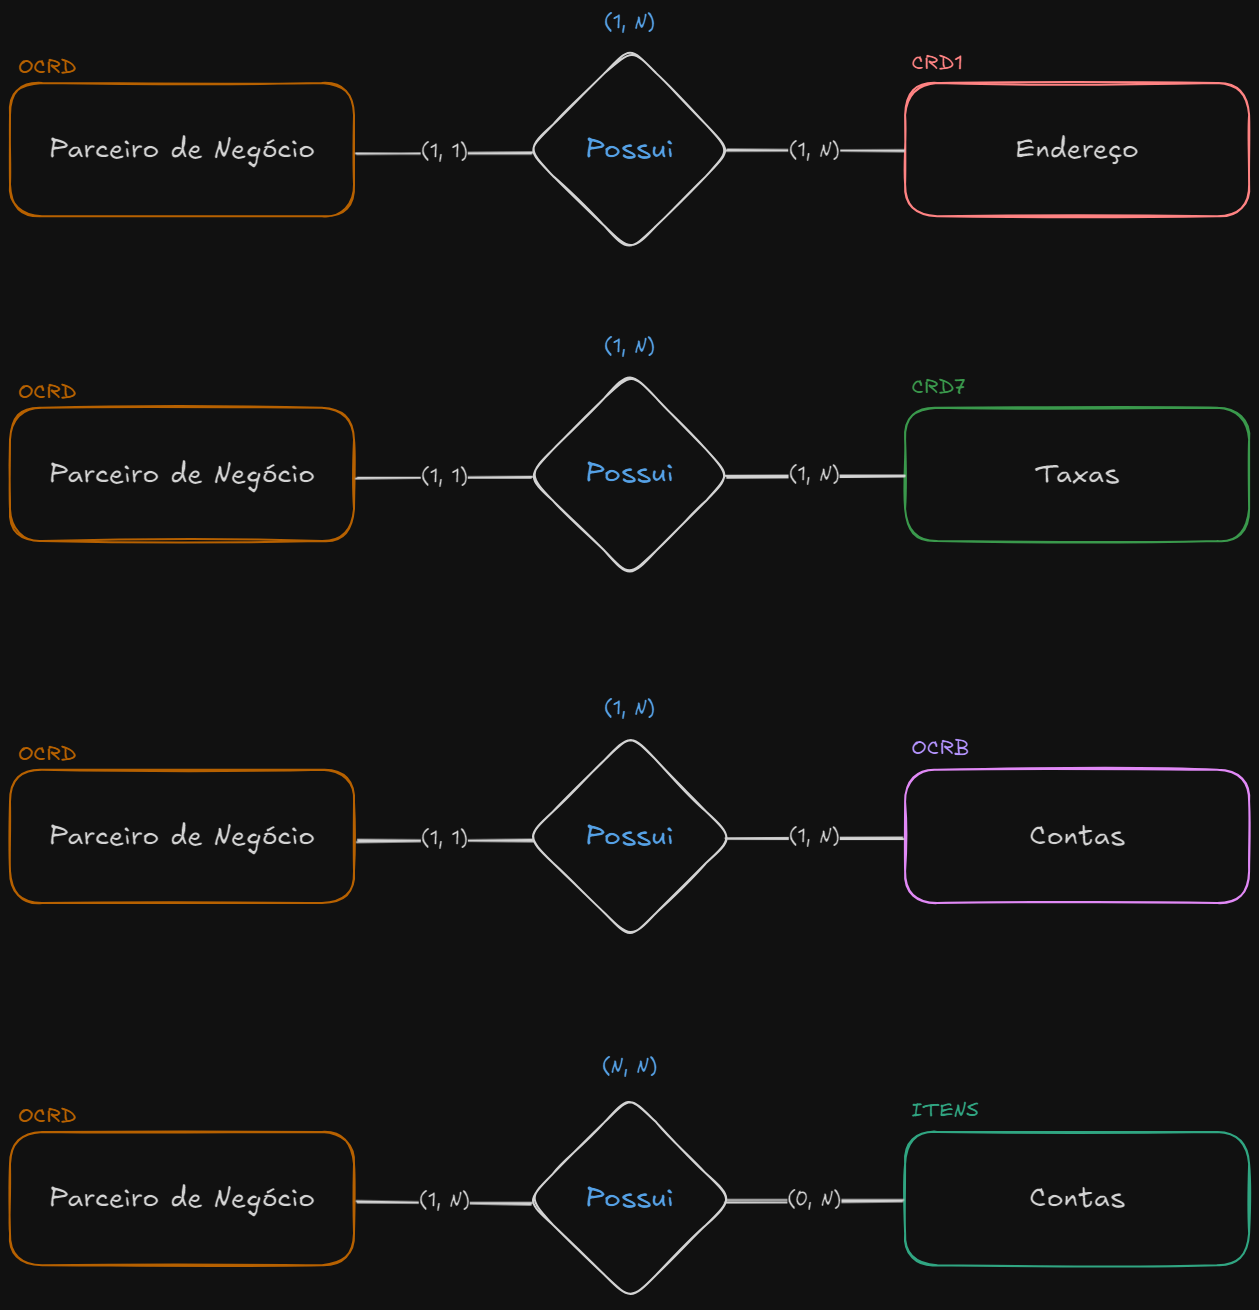 (1, N)
OCRD
CRD1
Parceiro de Negócio
(1, 1)
Possui
(1, N)
Endereço
(1, N)
OCRD
CRD7
Parceiro de Negócio
(1, 1)
Possui
(1, N)
Taxas
(1, N)
OCRD
OCRB
Parceiro de Negócio
(1, 1)
Possui
(1, N)
Contas
(N, N)
OCRD
ITENS
Parceiro de Negócio
(1, N)
Possui
(0, N)
Contas